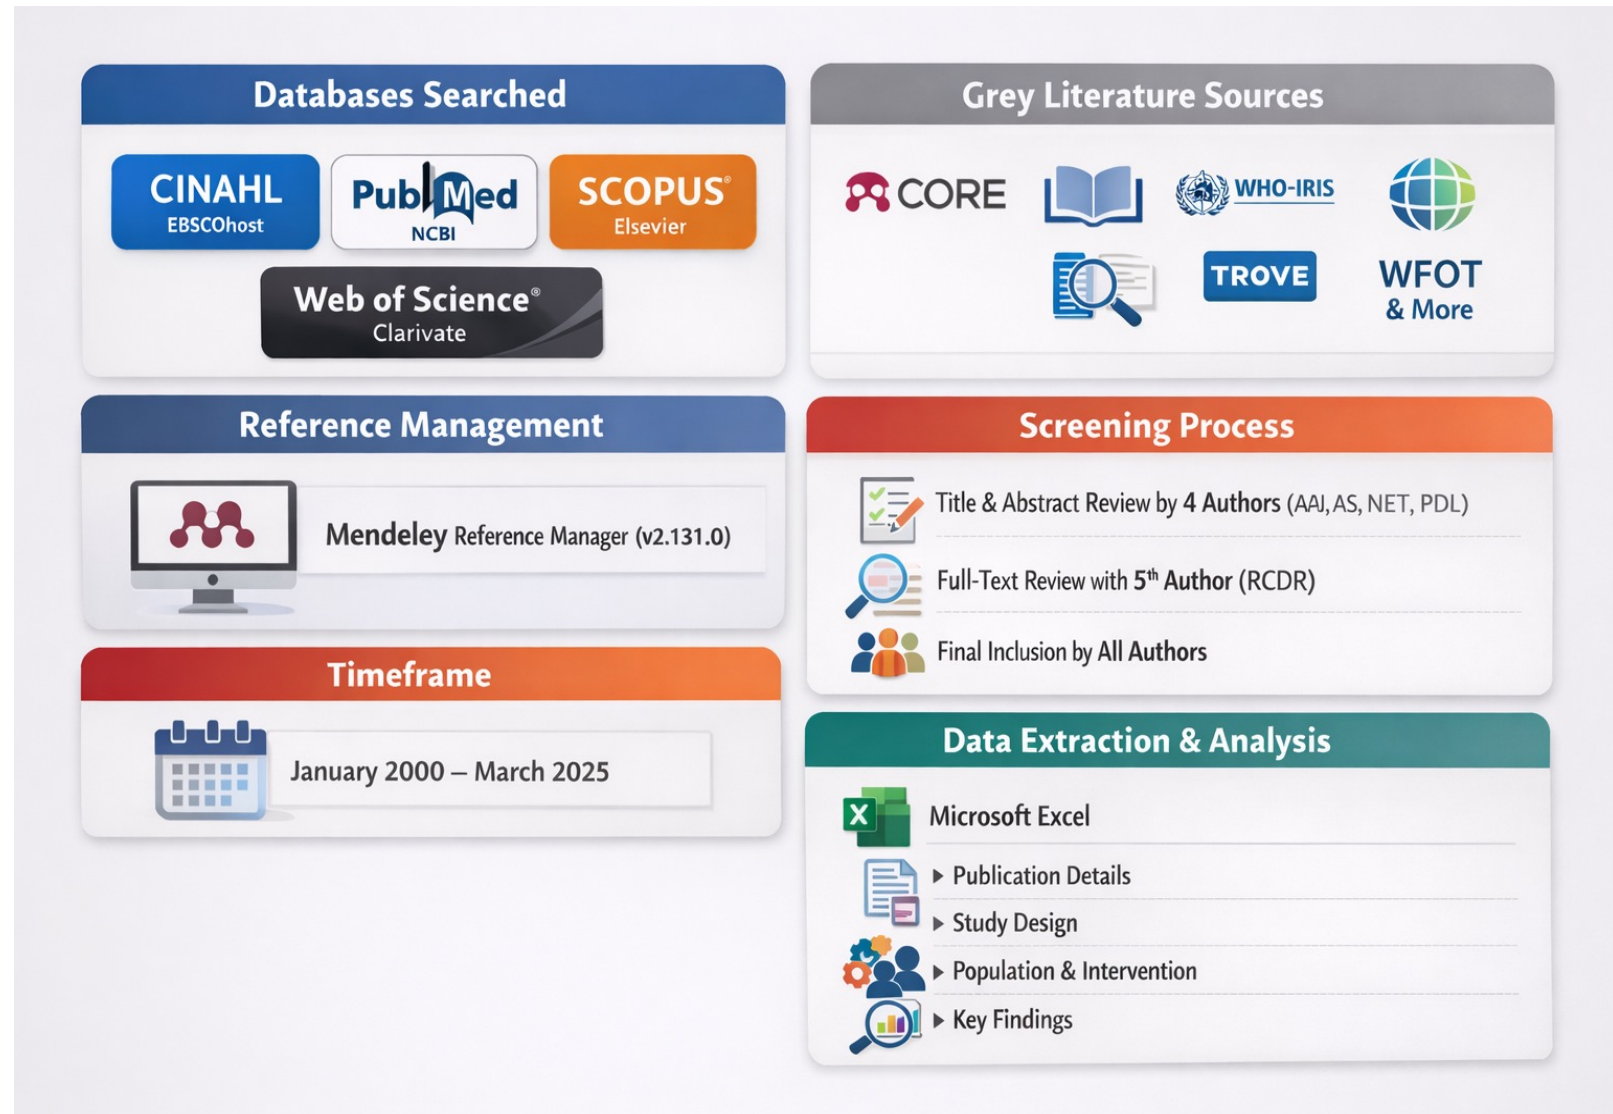 Databases Searched
CINAHL
EBSCOhost
PubMed
NCBI
SCOPUS®
Elsevier
Web of Science®
Clarivate
Grey Literature Sources
CORE
WHO-IRIS
TROVE
WFOT
& More
Reference Management
Mendeley Reference Manager (v2.131.0)
Timeframe
January 2000 – March 2025
Screening Process
Title & Abstract Review by 4 Authors (AAJ, AS, NET, PDL)
Full-Text Review with 5th Author (RCDR)
Final Inclusion by All Authors
Data Extraction & Analysis
X
Microsoft Excel
▶ Publication Details
▶ Study Design
▶ Population & Intervention
▶ Key Findings